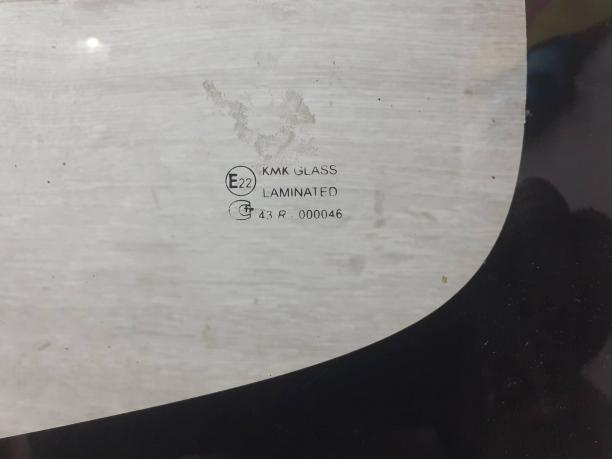 E22 KMK GLASS
LAMINATED
43 R. 000046